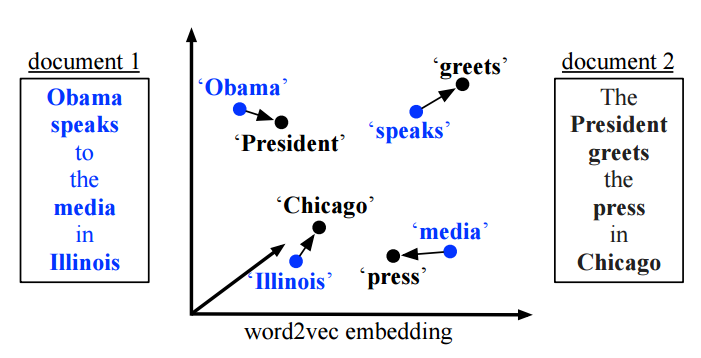 document 1
Obama
speaks
to
the
media
in
Illinois
‘Obama’
‘President’
‘greets’
‘speaks’
‘Chicago’
‘Illinois’
‘media’
‘press’
word2vec embedding
document 2
The
President
greets
the
press
in
Chicago